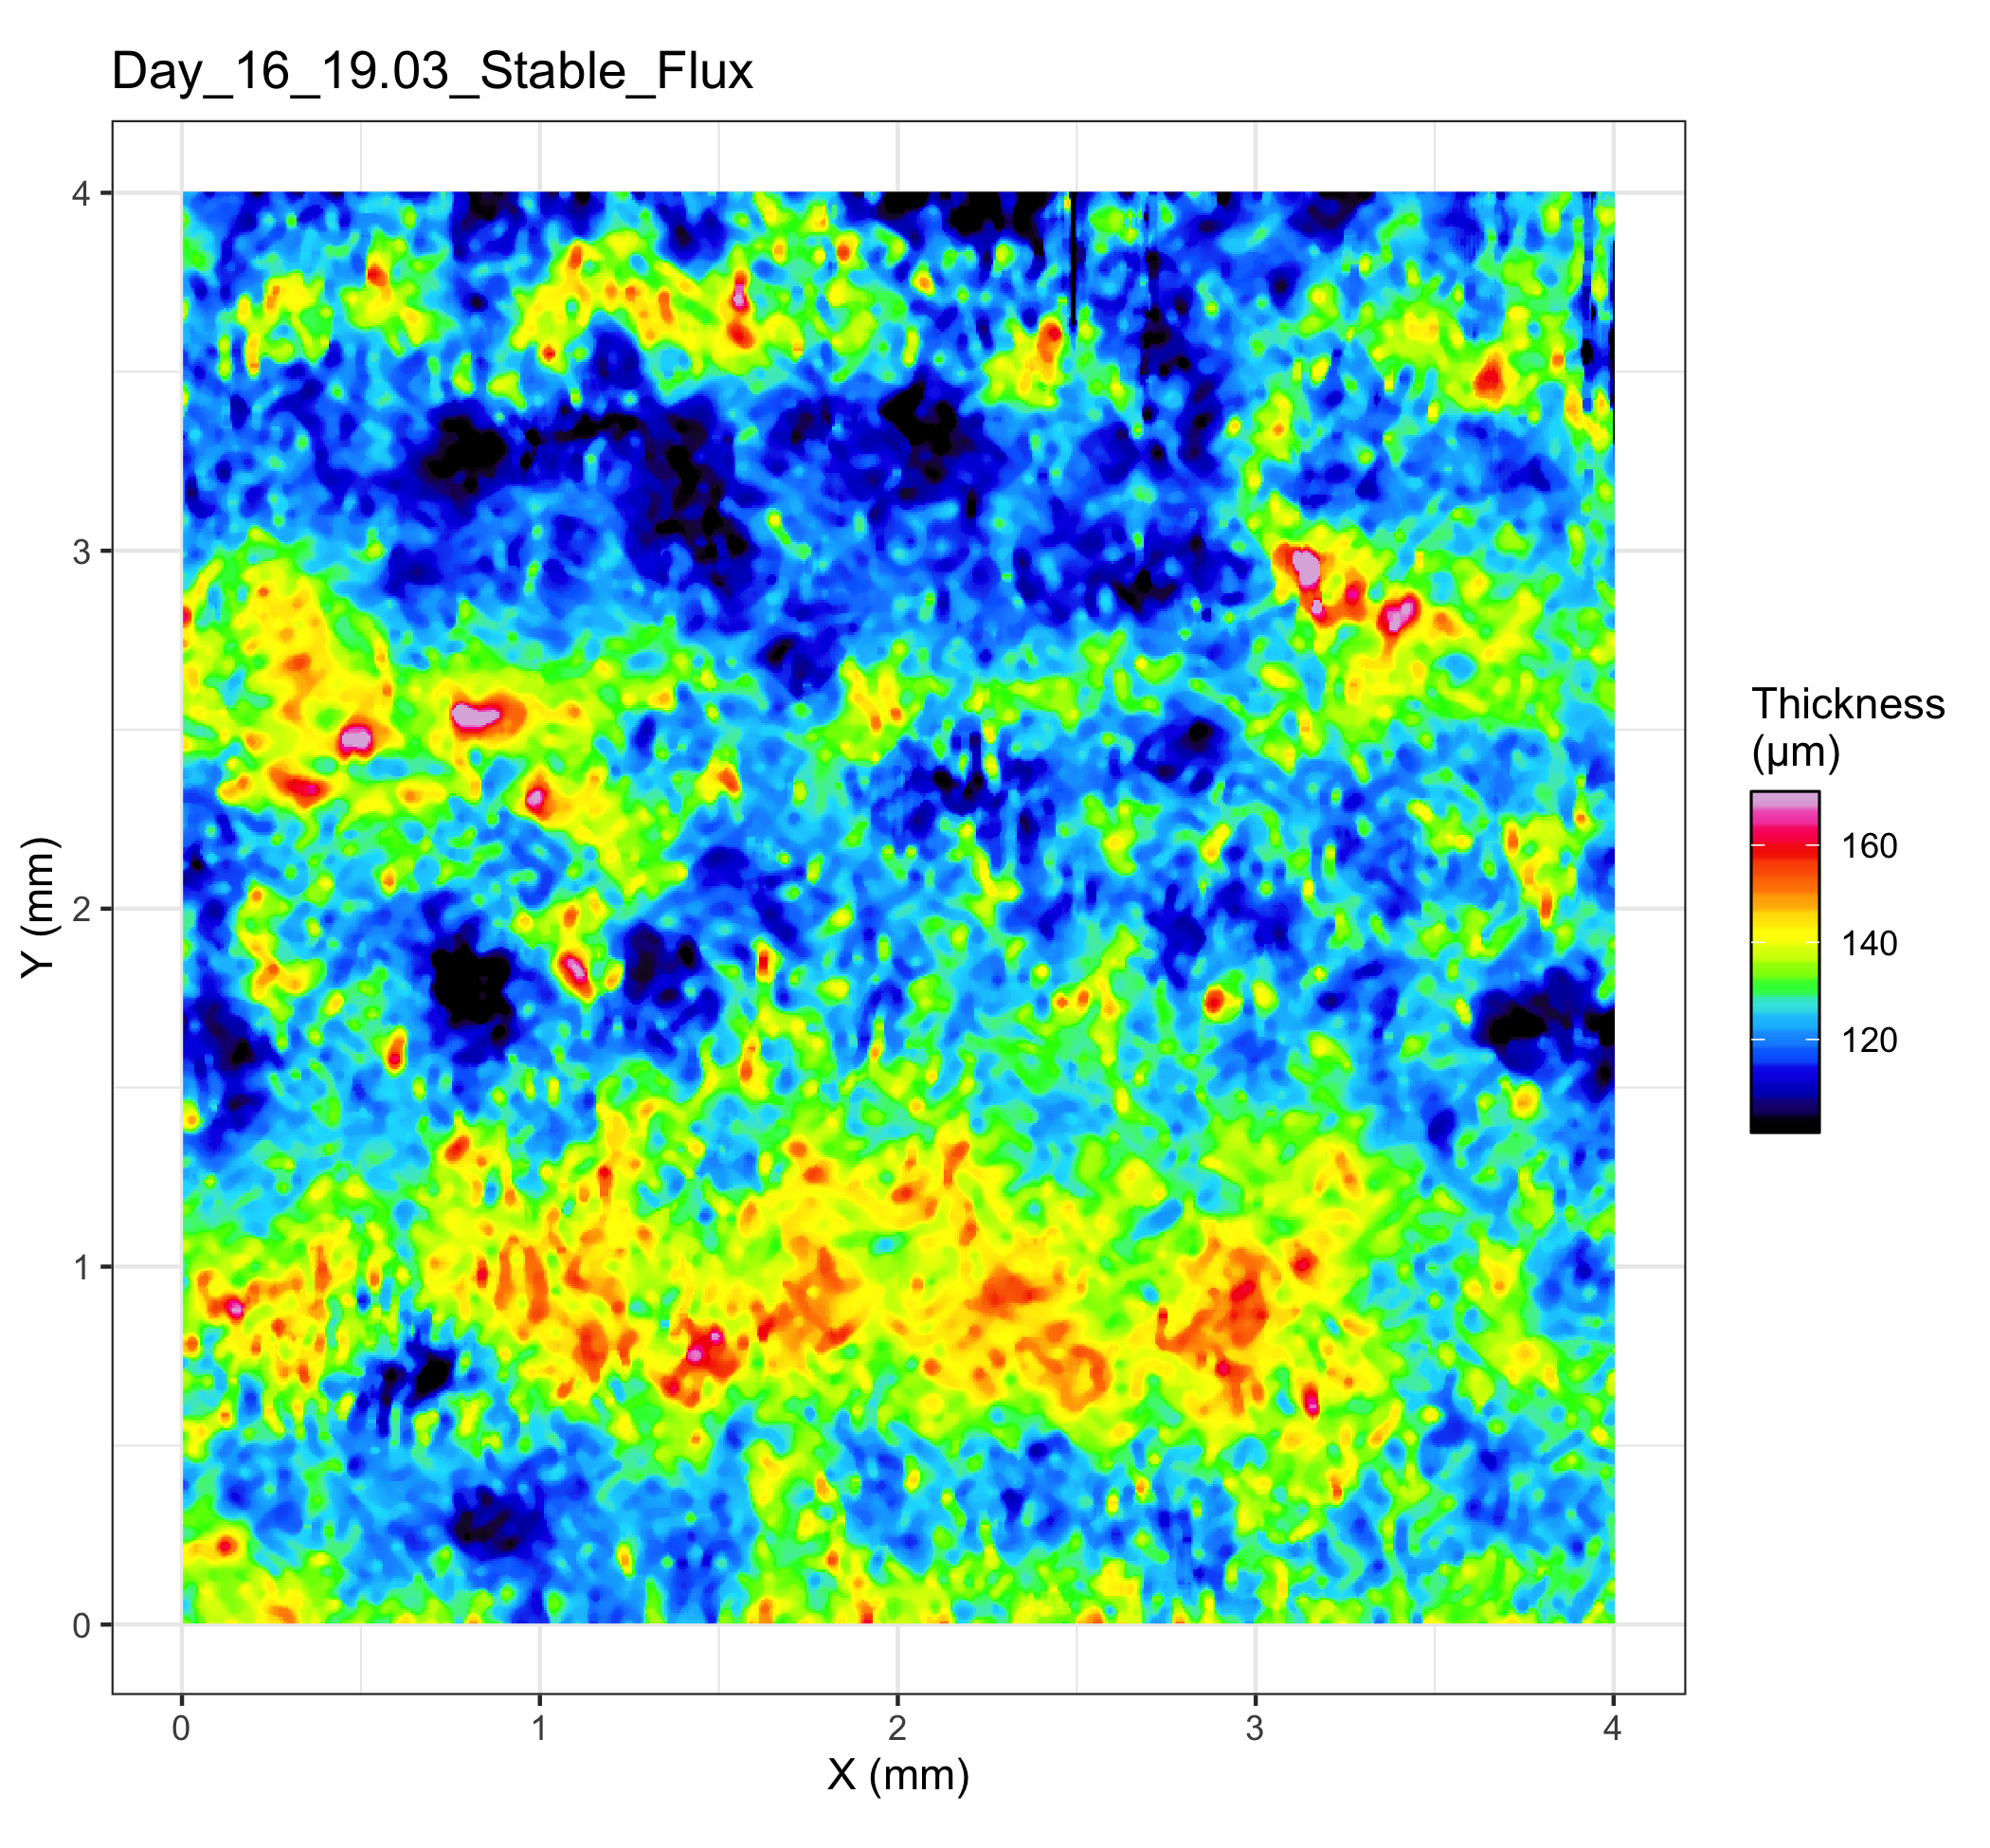 Day_16_19.03_Stable_Flux
4
3
2
1
0
Y (mm)
0 1 2 3 4
X (mm)
Thickness
(μm)
160
140
120